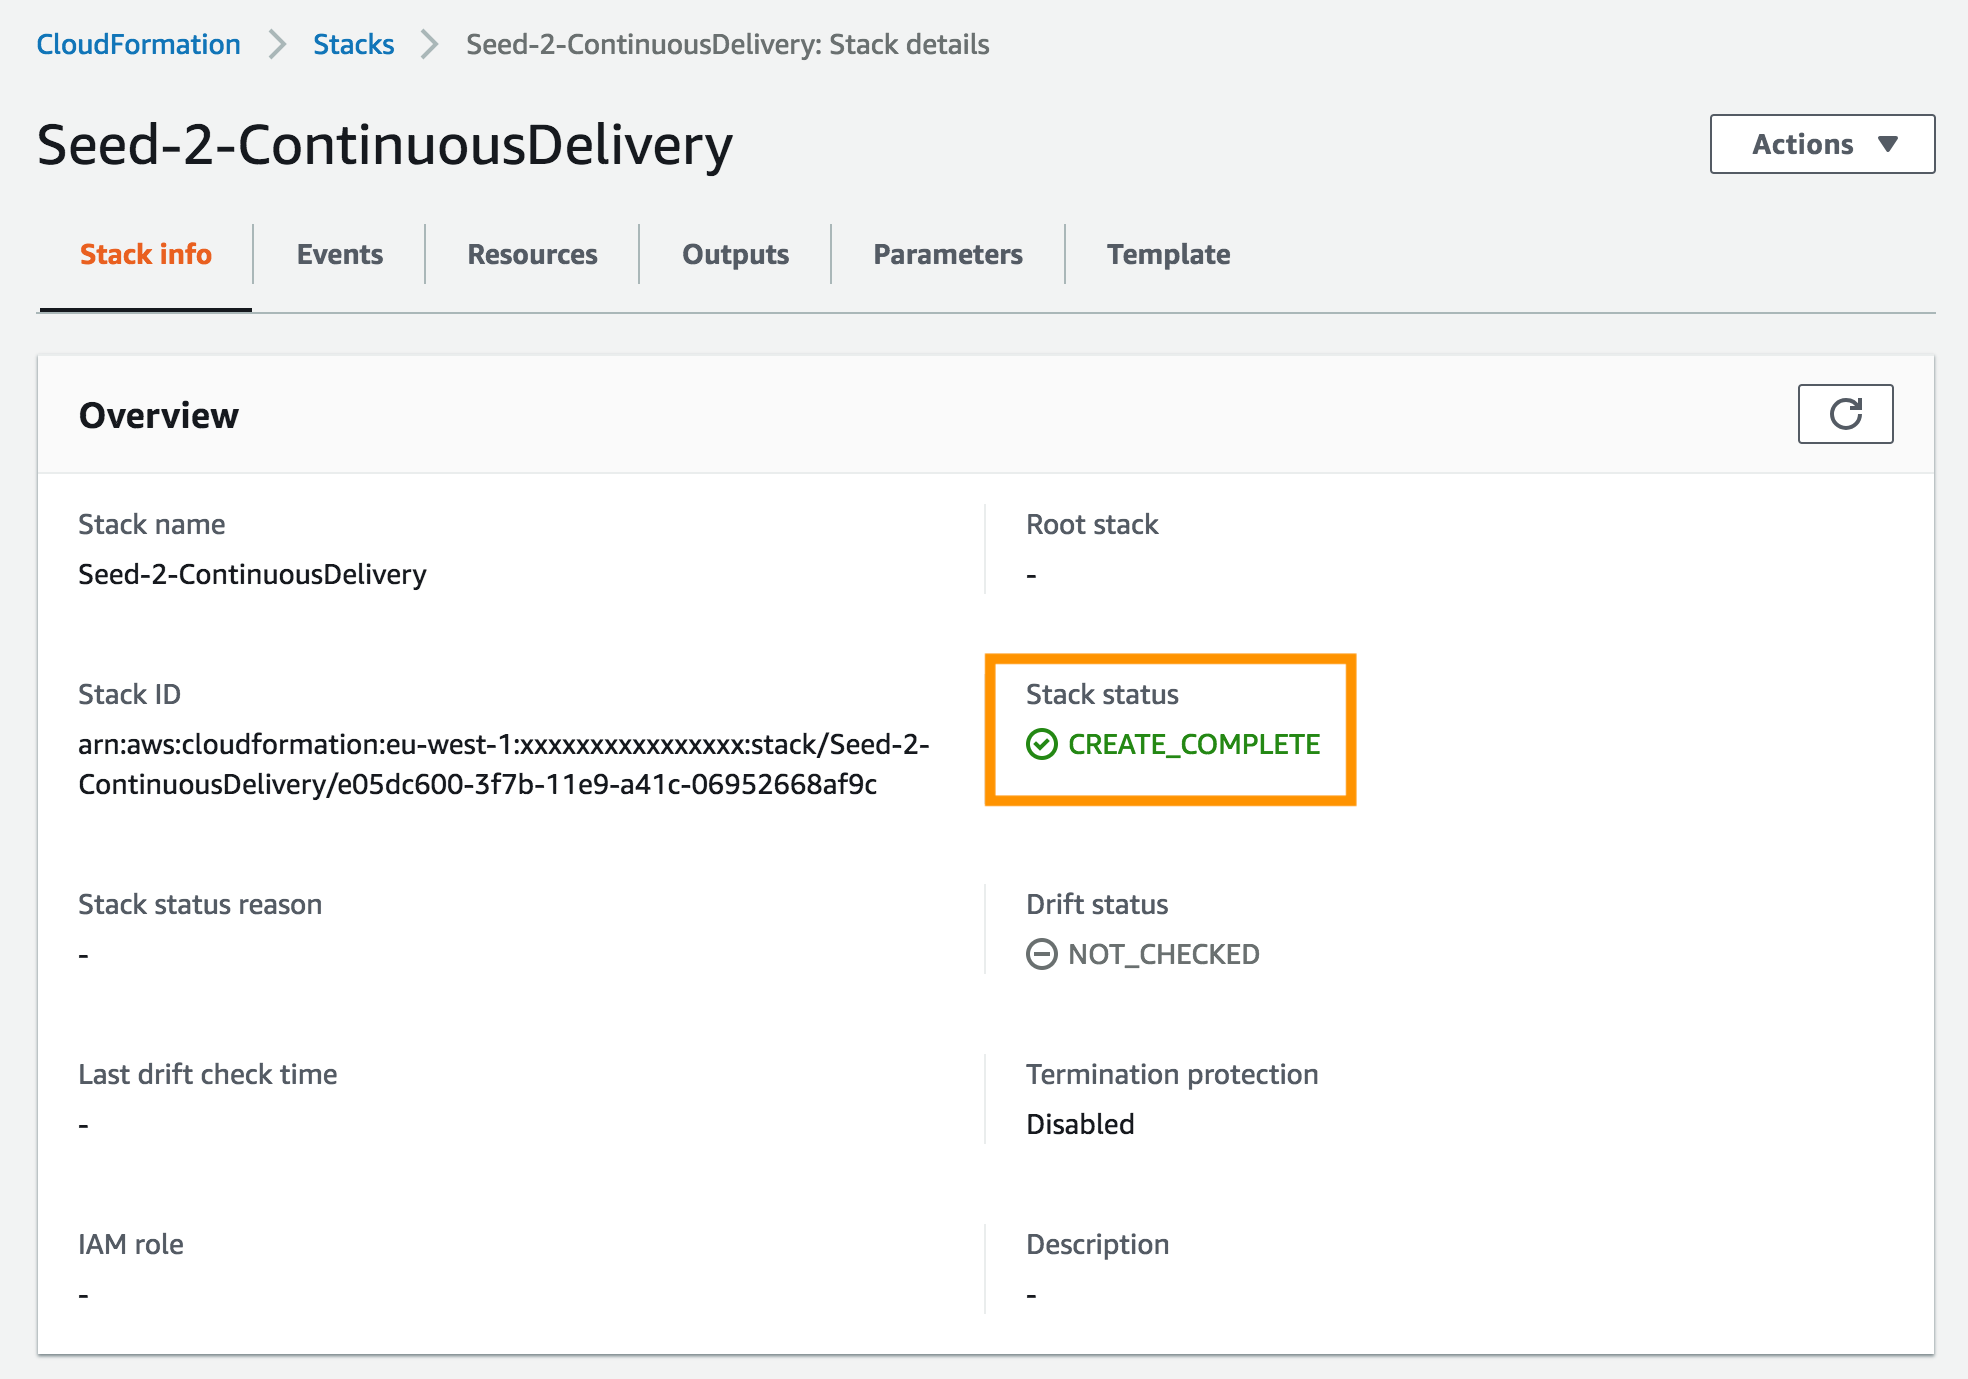 CloudFormation > Stacks > Seed-2-ContinuousDelivery: Stack details
Seed-2-ContinuousDelivery
Actions
Stack info
Events
Resources
Outputs
Parameters
Template
Overview
Stack name
Seed-2-ContinuousDelivery
Root stack
-
Stack ID
arn:aws:cloudformation:eu-west-1:xxxxxxxxxxxxxxxx:stack/Seed-2-
ContinuousDelivery/e05dc600-3f7b-11e9-a41c-06952668af9c
Stack status
CREATE_COMPLETE
Stack status reason
-
Drift status
NOT_CHECKED
Last drift check time
-
Termination protection
Disabled
IAM role
-
Description
-